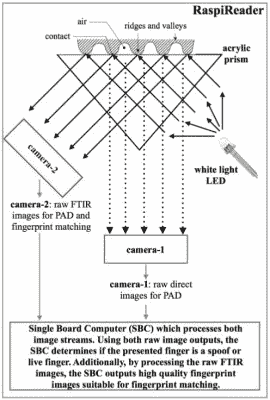 RaspiReader
air
ridges and valleys
contact
acrylic
prism
camera-2
white light
LED
camera-2: raw FTIR
images for PAD and
fingerprint matching
camera-1
camera-1: raw direct
images for PAD
Single Board Computer (SBC) which processes both
image streams. Using both raw image outputs, the
SBC determines if the presented finger is a spoof or
live finger. Additionally, by processing the raw FTIR
images, the SBC outputs high quality fingerprint
images suitable for fingerprint matching.